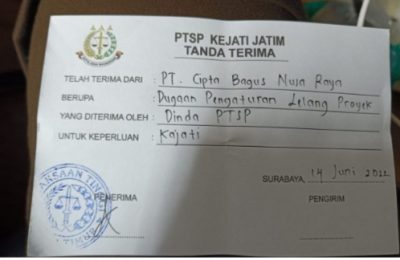 PTSP KEJATI JATIM
TANDA TERIMA
TELAH TERIMA DARI : PT. Cipta Bagus Nusa Raya
BERUPA : Dugaan Pengaturan Lelang Proyek
YANG DITERIMA OLEH : Dinda PTSP
UNTUK KEPERLUAN : Kajati
SURABAYA, 14 Juni 2022
PENERIMA PENGIRIM